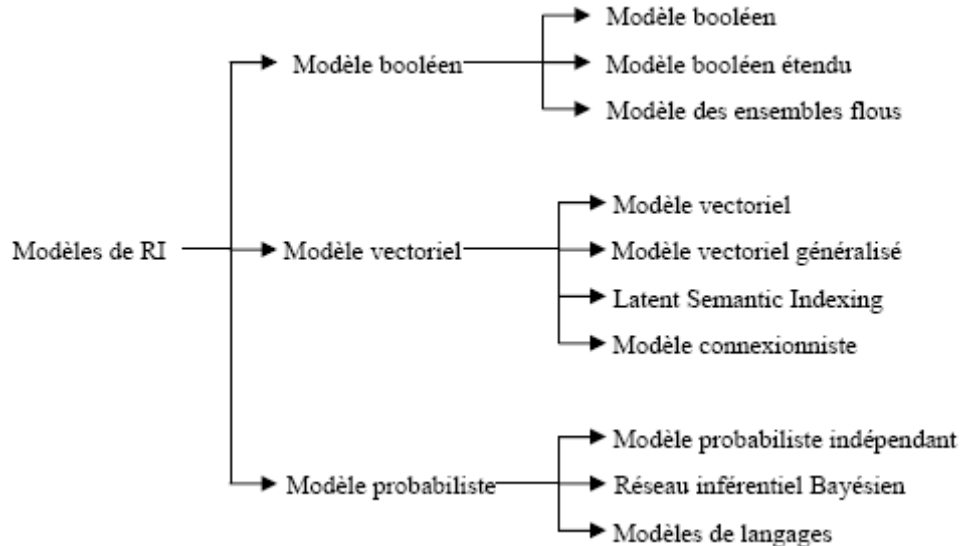 Modèle booléen
Modèle booléen
Modèle booléen étendu
Modèle des ensembles flous
Modèle vectoriel
Modèles de RI
Modèle vectoriel
Modèle vectoriel généralisé
Latent Semantic Indexing
Modèle connexionniste
Modèle probabiliste indépendant
Modèle probabiliste
Réseau inférentiel Bayésien
Modèles de langages